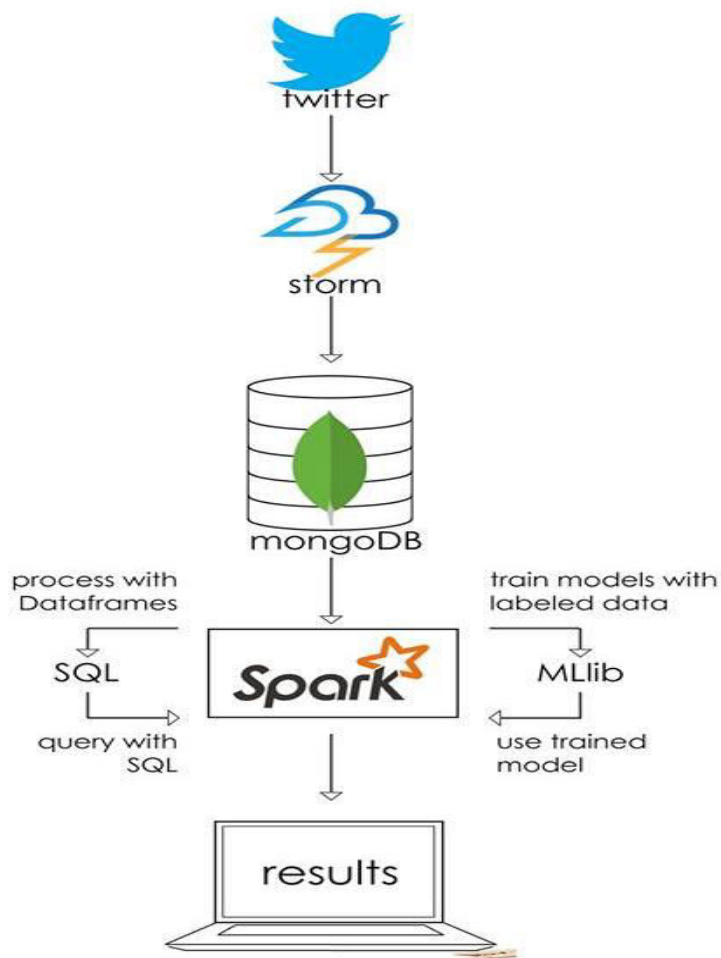 twitter
storm
mongoDB
process with
Dataframes
train models with
labeled data
SQL
Spark
MLlib
query with
SQL
use trained
model
results